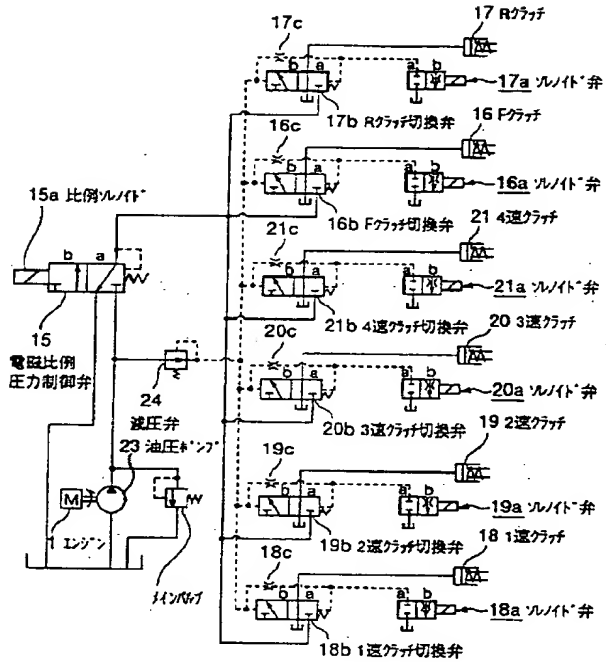 17c
17 Rクラッチ
b a
a b
17a ソルノイド弁
17b Rクラッチ切換弁
16c
16 Fクラッチ
b a
a b
16a ソルノイド弁
16b Fクラッチ切換弁
15a 比例ソルノイド
b a
15
電磁比例
圧力制御弁
21c
21 4速クラッチ
b a
a b
21a ソルノイド弁
21b 4速クラッチ切換弁
20c
20 3速クラッチ
b a
a b
20a ソルノイド弁
20b 3速クラッチ切換弁
24
減圧弁
23 油圧ポンプ
M
1 エンジン
メインバルブ
19c
19 2速クラッチ
b a
a b
19a ソルノイド弁
19b 2速クラッチ切換弁
18c
18 1速クラッチ
b a
a b
18a ソルノイド弁
18b 1速クラッチ切換弁